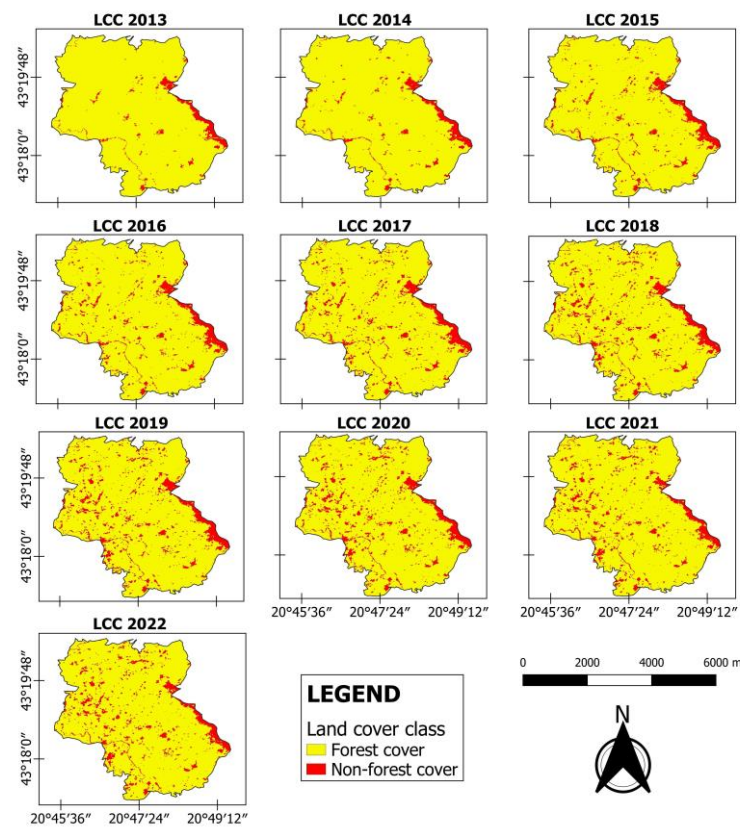 LCC 2013
LCC 2014
LCC 2015
43°19′48″
43°18′0″
LCC 2016
LCC 2017
LCC 2018
43°19′48″
43°18′0″
LCC 2019
LCC 2020
LCC 2021
43°19′48″
43°18′0″
20°45′36″ 20°47′24″ 20°49′12″
20°45′36″ 20°47′24″ 20°49′12″
LCC 2022
43°19′48″
43°18′0″
20°45′36″ 20°47′24″ 20°49′12″
LEGEND
Land cover class
Forest cover
Non-forest cover
0 2000 4000 6000 m
N